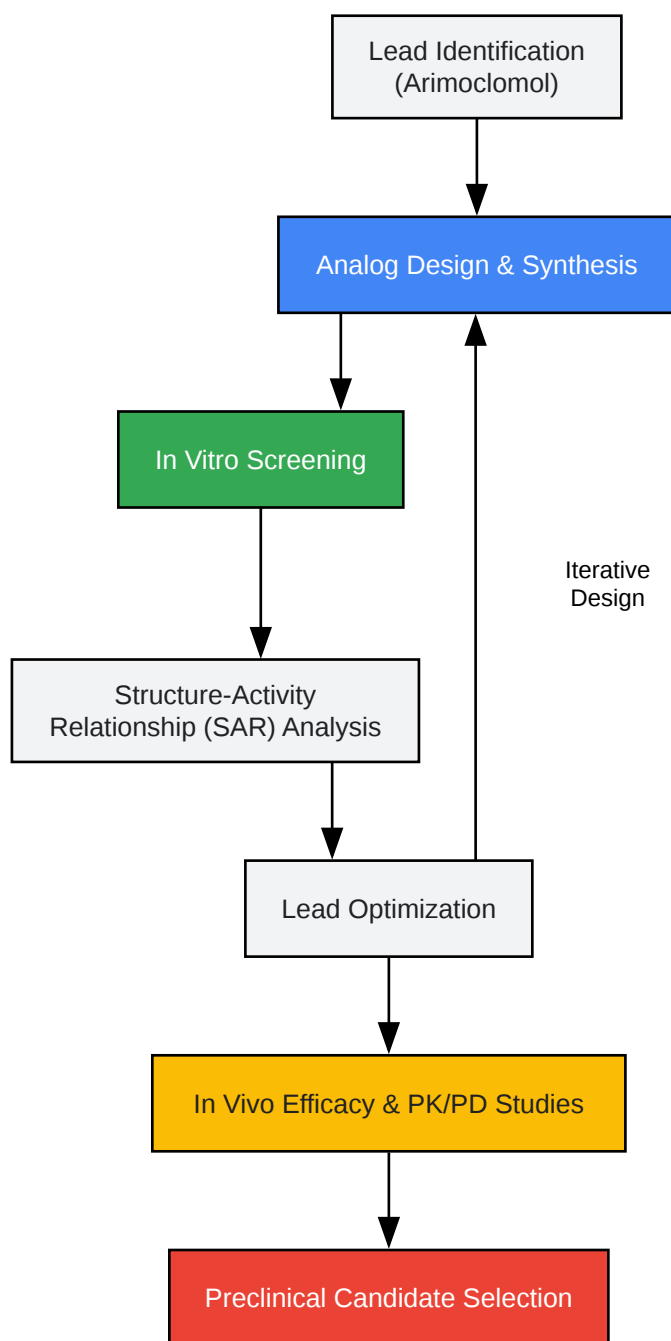 Lead Identification
(Arimoclomol)
Analog Design & Synthesis
In Vitro Screening
Iterative
Design
Structure-Activity
Relationship (SAR) Analysis
Lead Optimization
In Vivo Efficacy & PK/PD Studies
Preclinical Candidate Selection